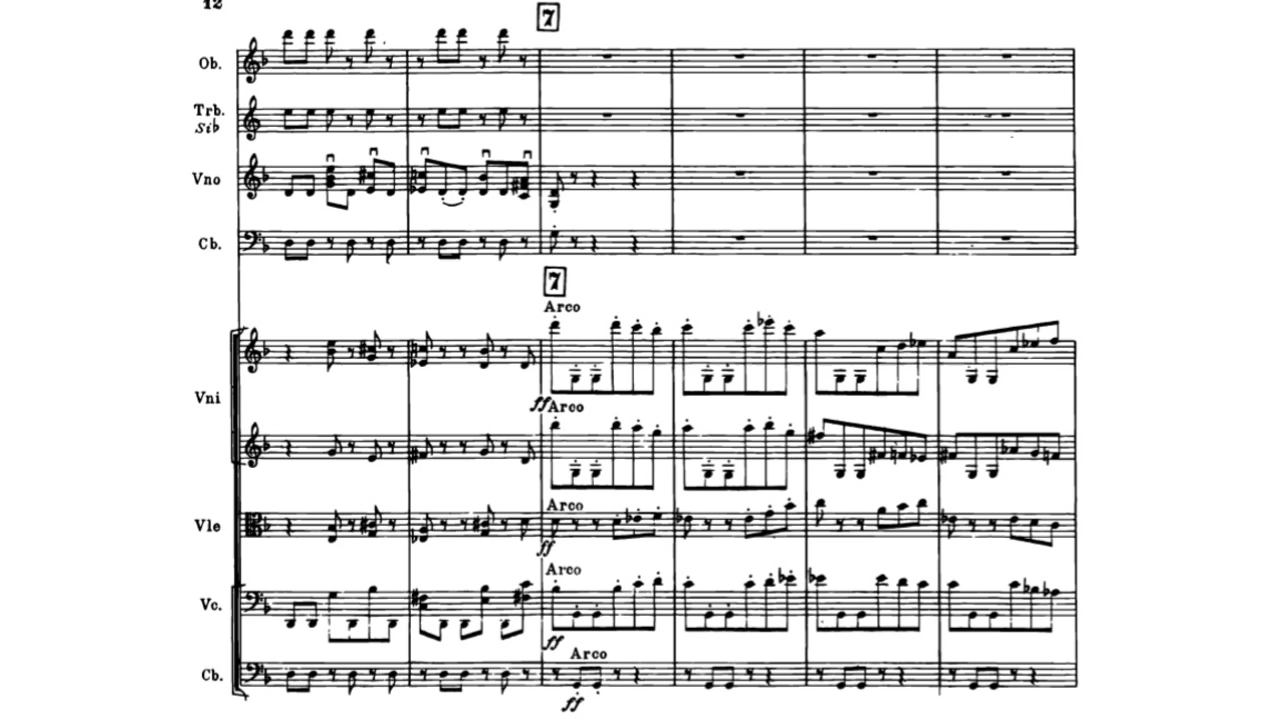 12
7
Ob.
Trb.
Sib
Vno
Cb.
7
Arco
Vni
ff Arco
Arco
Vle
ff
Arco
Vc.
ff
Arco
Cb.
ff